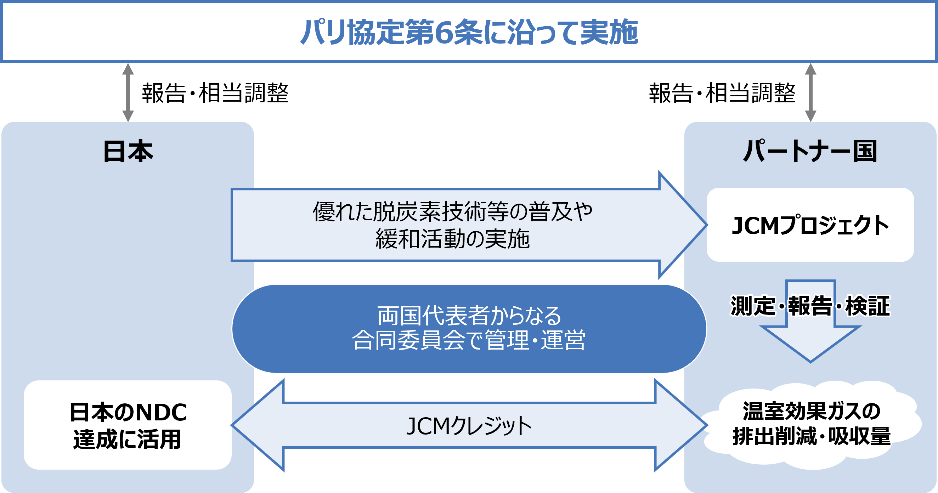 パリ協定第6条に沿って実施
報告・相当調整
報告・相当調整
日本
パートナー国
優れた脱炭素技術等の普及や
緩和活動の実施
JCMプロジェクト
測定・報告・検証
両国代表者からなる
合同委員会で管理・運営
日本のNDC
達成に活用
JCMクレジット
温室効果ガスの
排出削減・吸収量